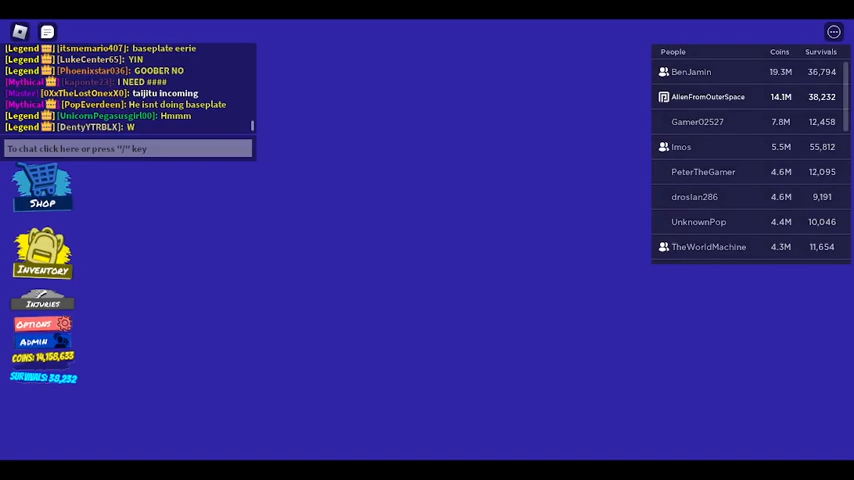 [Legend👑] [itsmemario407]: baseplate eerie
[Legend👑] [LukeCenter65]: YIN
[Legend👑] [Phoenixstar036]: GOOBER NO
[Mythical👑] [kaponte23]: I NEED ####
[Master] [0XxTheLostOnexX0]: taijitu incoming
[Mythical👑] [PopEverdeen]: He isnt doing baseplate
[Legend👑] [UnicornPegasusgirl00]: Hmmm
[Legend👑] [DentyYTRBLX]: W
To chat click here or press "/" key
SHOP
INVENTORY
INJURIES
OPTIONS
ADMIN
COINS: 14,158,633
SURVIVALS: 38,232
People Coins Survivals
BenJamin 19.3M 36,794
AlienFromOuterSpace 14.1M 38,232
Gamer02527 7.8M 12,458
Imos 5.5M 55,812
PeterTheGamer 4.6M 12,095
droslan286 4.6M 9,191
UnknownPop 4.4M 10,046
TheWorldMachine 4.3M 11,654